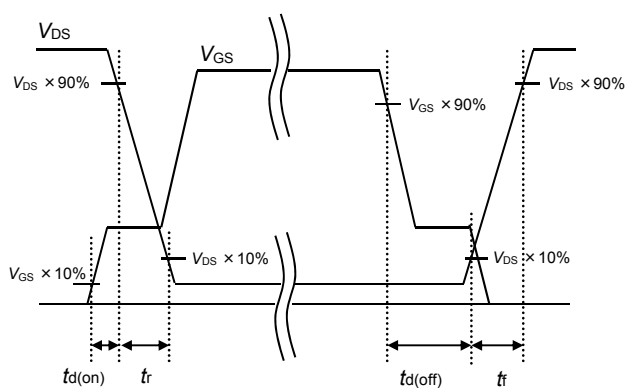 VDS
VGS
VDS × 90%
VGS × 90%
VDS × 90%
VGS × 10%
VDS × 10%
VDS × 10%
td(on)
tr
td(off)
tf